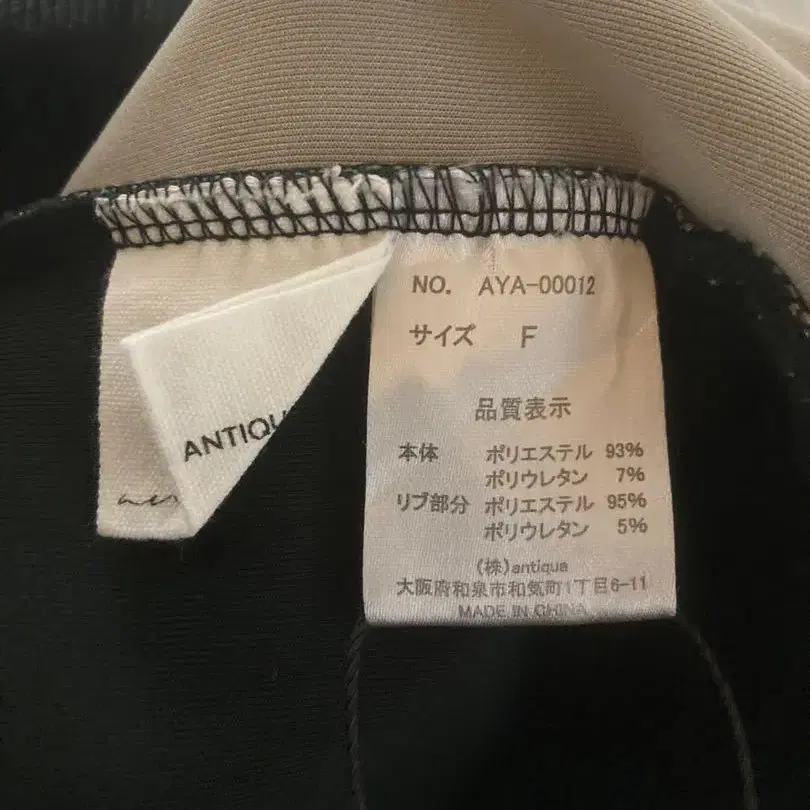 ANTIQU
NO. AYA-00012
サイズ F
品質表示
本体 ポリエステル 93%
ポリウレタン 7%
リブ部分 ポリエステル 95%
ポリウレタン 5%
(株)antiqua
大阪府和泉市和気町1丁目6-11
MADE IN CHINA